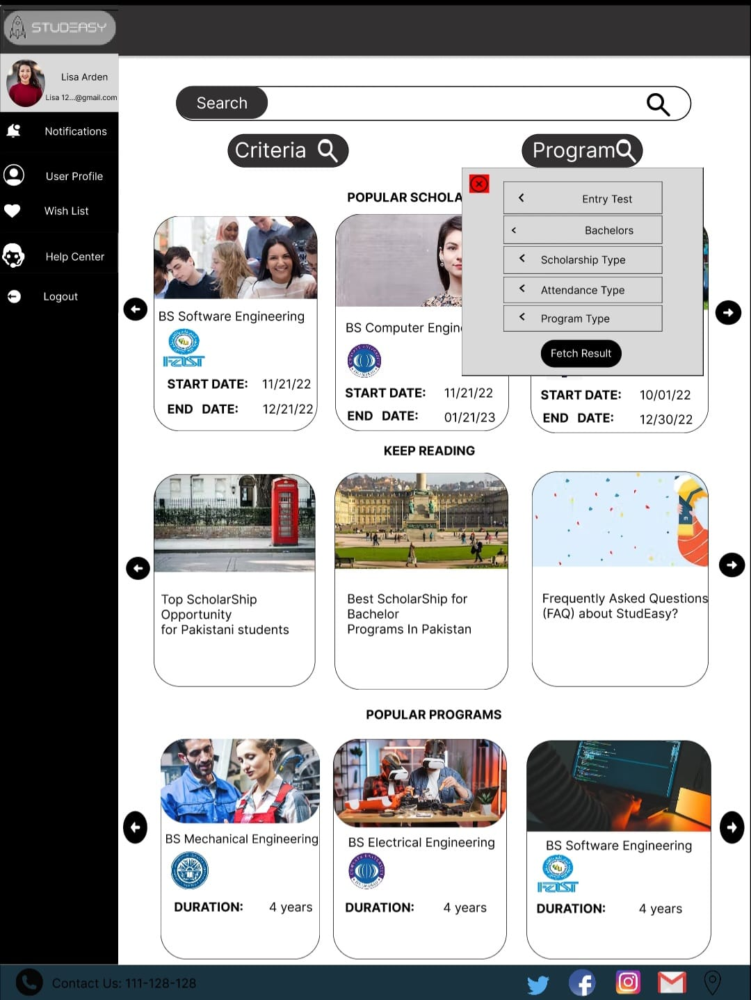 STUDEASY
Lisa Arden
Lisa 12...@gmail.com
Notifications
User Profile
Wish List
Help Center
Logout
Search
Criteria
Program
Entry Test
Bachelors
Scholarship Type
Attendance Type
Program Type
Fetch Result
POPULAR SCHOLA
BS Software Engineering
START DATE: 11/21/22
END DATE: 12/21/22
BS Computer Engin
START DATE: 11/21/22
END DATE: 01/21/23
START DATE: 10/01/22
END DATE: 12/30/22
KEEP READING
Top ScholarShip
Opportunity
for Pakistani students
Best ScholarShip for
Bachelor
Programs In Pakistan
Frequently Asked Questions
(FAQ) about StudEasy?
POPULAR PROGRAMS
BS Mechanical Engineering
DURATION: 4 years
BS Electrical Engineering
DURATION: 4 years
BS Software Engineering
DURATION: 4 years
Contact Us: 111-128-128